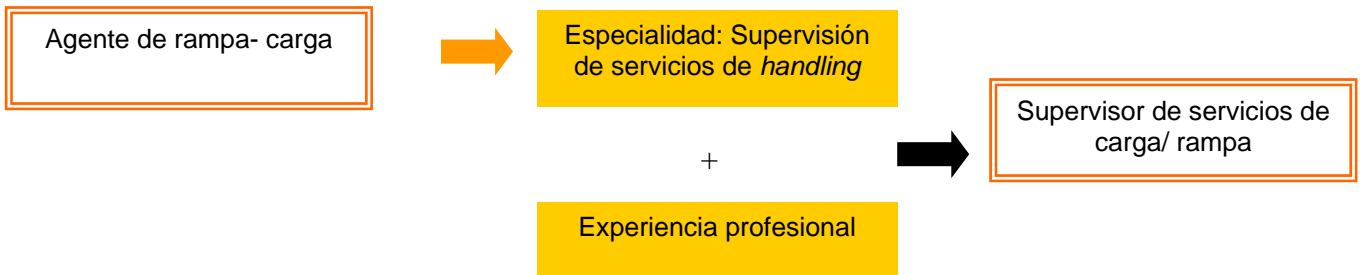 Agente de rampa- carga
Especialidad: Supervisión
de servicios de handling
+
Experiencia profesional
Supervisor de servicios de
carga/ rampa